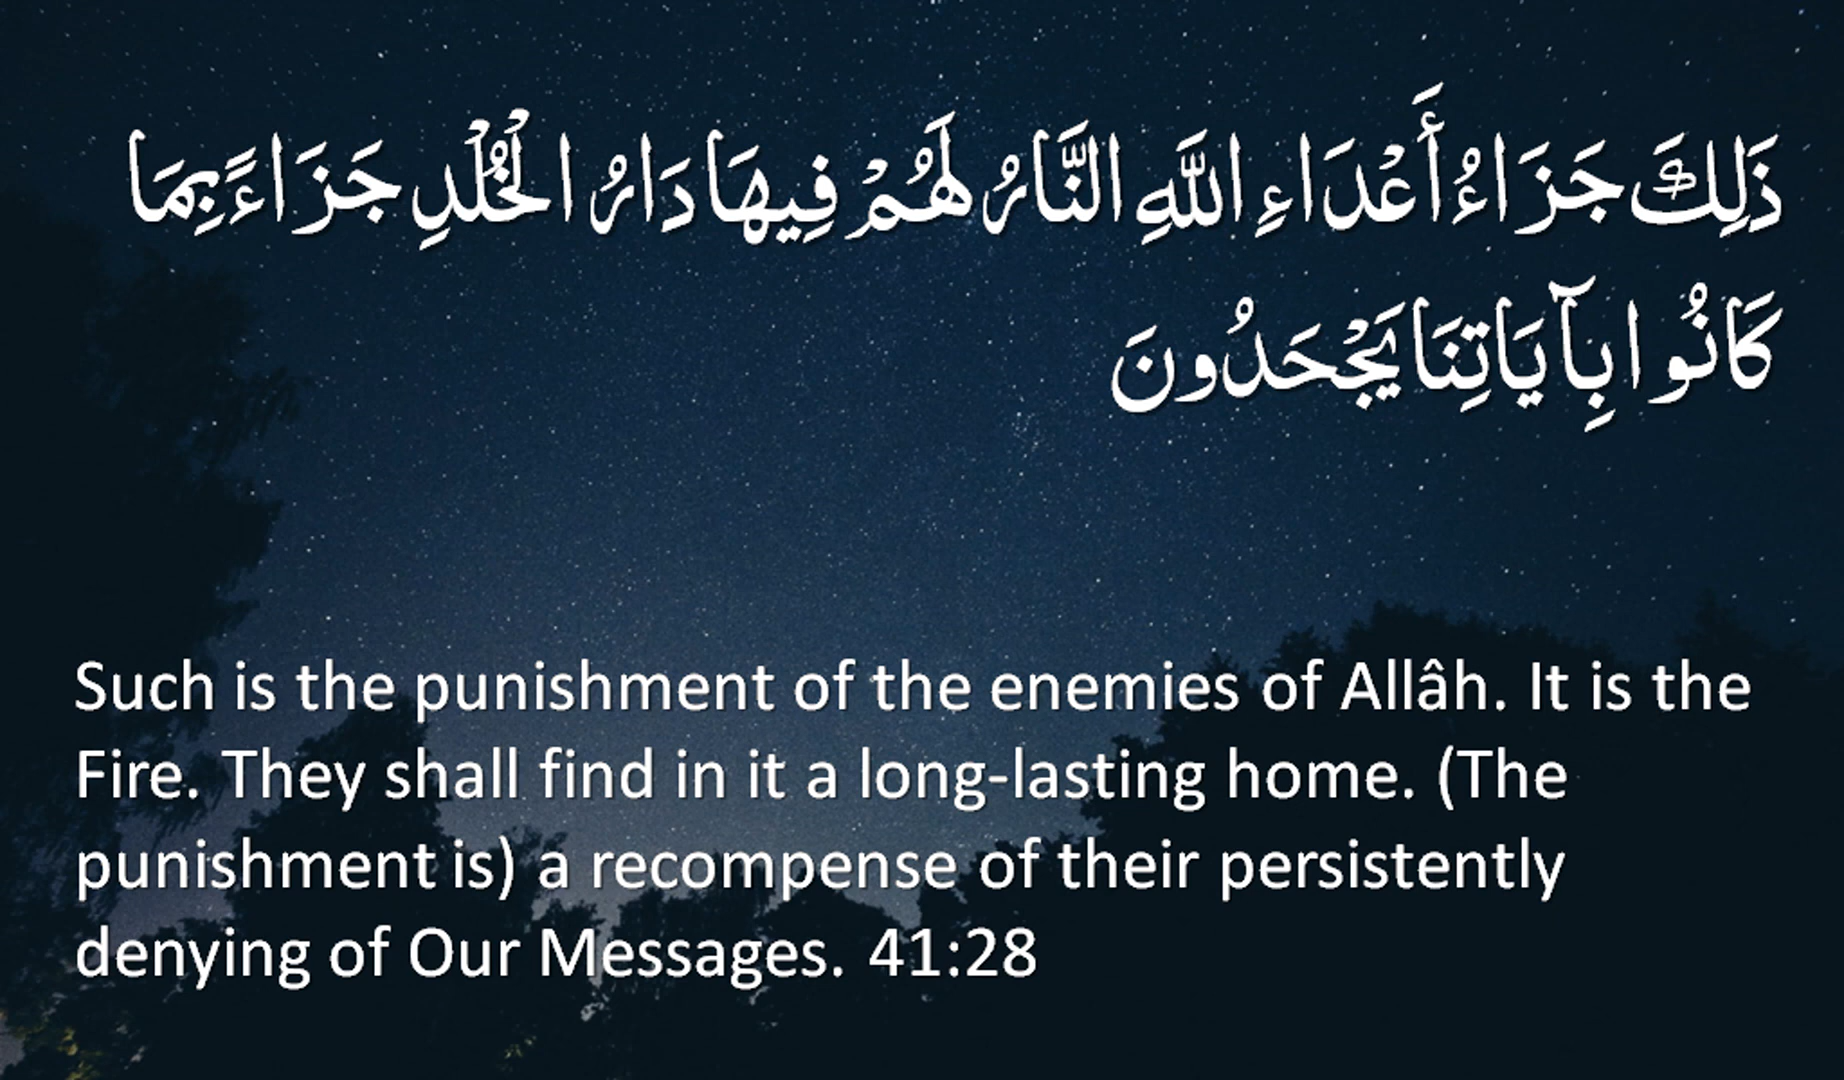 ذَلِكَ جَزَاءُ أَعْدَاءِ اللَّهِ النَّارُ لَهُمْ فِيهَا دَارُ الْخُلْدِ جَزَاءً بِمَا
كَانُوا بِآيَاتِنَا يَجْحَدُونَ
Such is the punishment of the enemies of Allâh. It is the
Fire. They shall find in it a long-lasting home. (The
punishment is) a recompense of their persistently
denying of Our Messages. 41:28